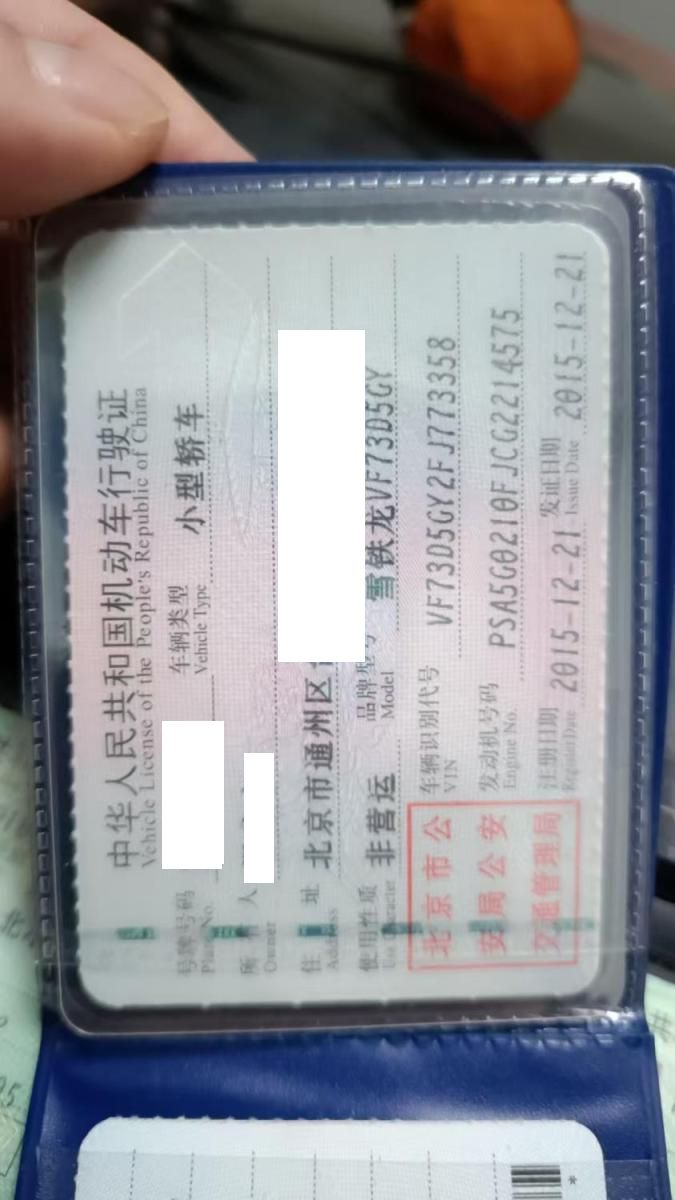 中华人民共和国机动车行驶证
Vehicle License of the People's Republic of China
号牌号码 车辆类型 小型轿车
Plate No. Vehicle Type
所有人
Owner
住址 北京市通州区
Address
使用性质 非营运 品牌型号 雪铁龙VF73D5GY
Use Character Model
车辆识别代号 VF73D5GY2FJ773358
VIN
发动机号码 PSA5G0210FJCG2214575
Engine No.
注册日期 2015-12-21 发证日期 2015-12-21
Register Date Issue Date
北京市公
安局公安
交通管理局